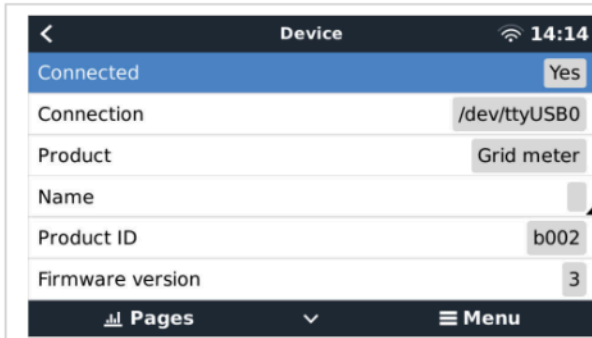 Device 14:14
Connected Yes
Connection /dev/ttyUSB0
Product Grid meter
Name
Product ID b002
Firmware version 3
Pages Menu